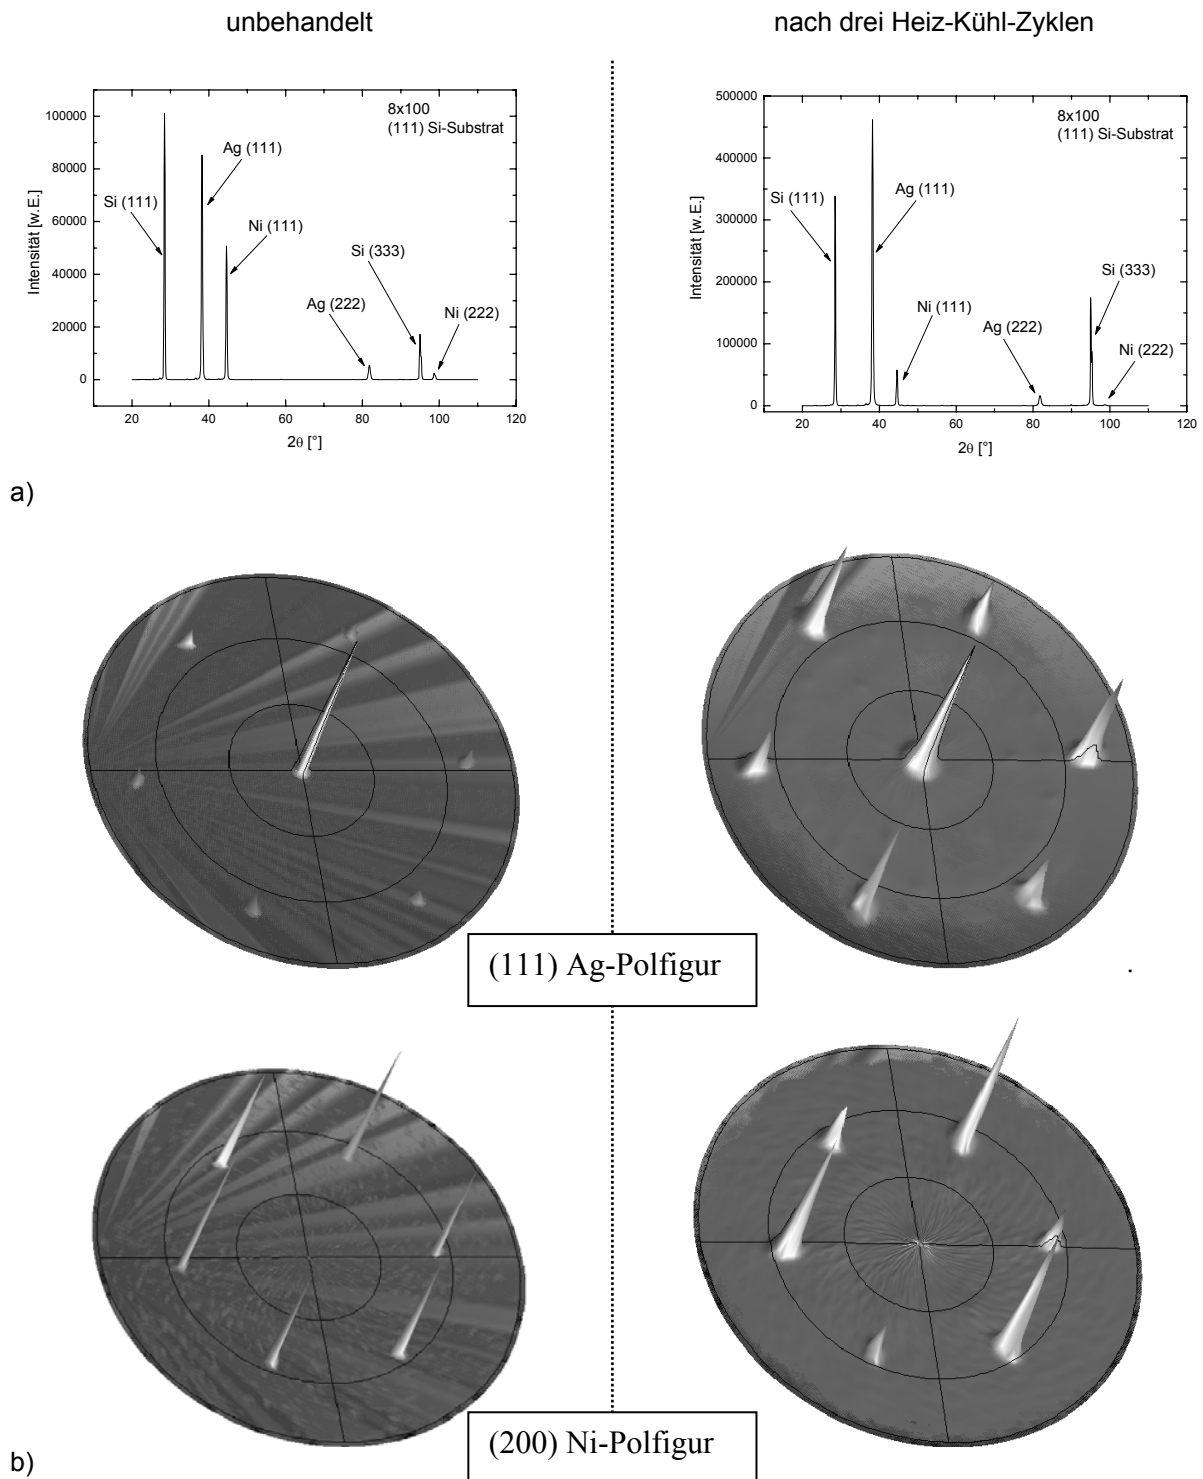 unbehandelt
nach drei Heiz-Kühl-Zyklen
100000
80000
60000
40000
20000
0
20
40
60
80
100
120
Intensität [w.E.]
2θ [°]
8x100
(111) Si-Substrat
Si (111)
Ag (111)
Ni (111)
Ag (222)
Si (333)
Ni (222)
500000
400000
300000
200000
100000
0
20
40
60
80
100
120
Intensität [w.E.]
2θ [°]
8x100
(111) Si-Substrat
Si (111)
Ag (111)
Ni (111)
Ag (222)
Si (333)
Ni (222)
a)
(111) Ag-Polfigur
(200) Ni-Polfigur
b)